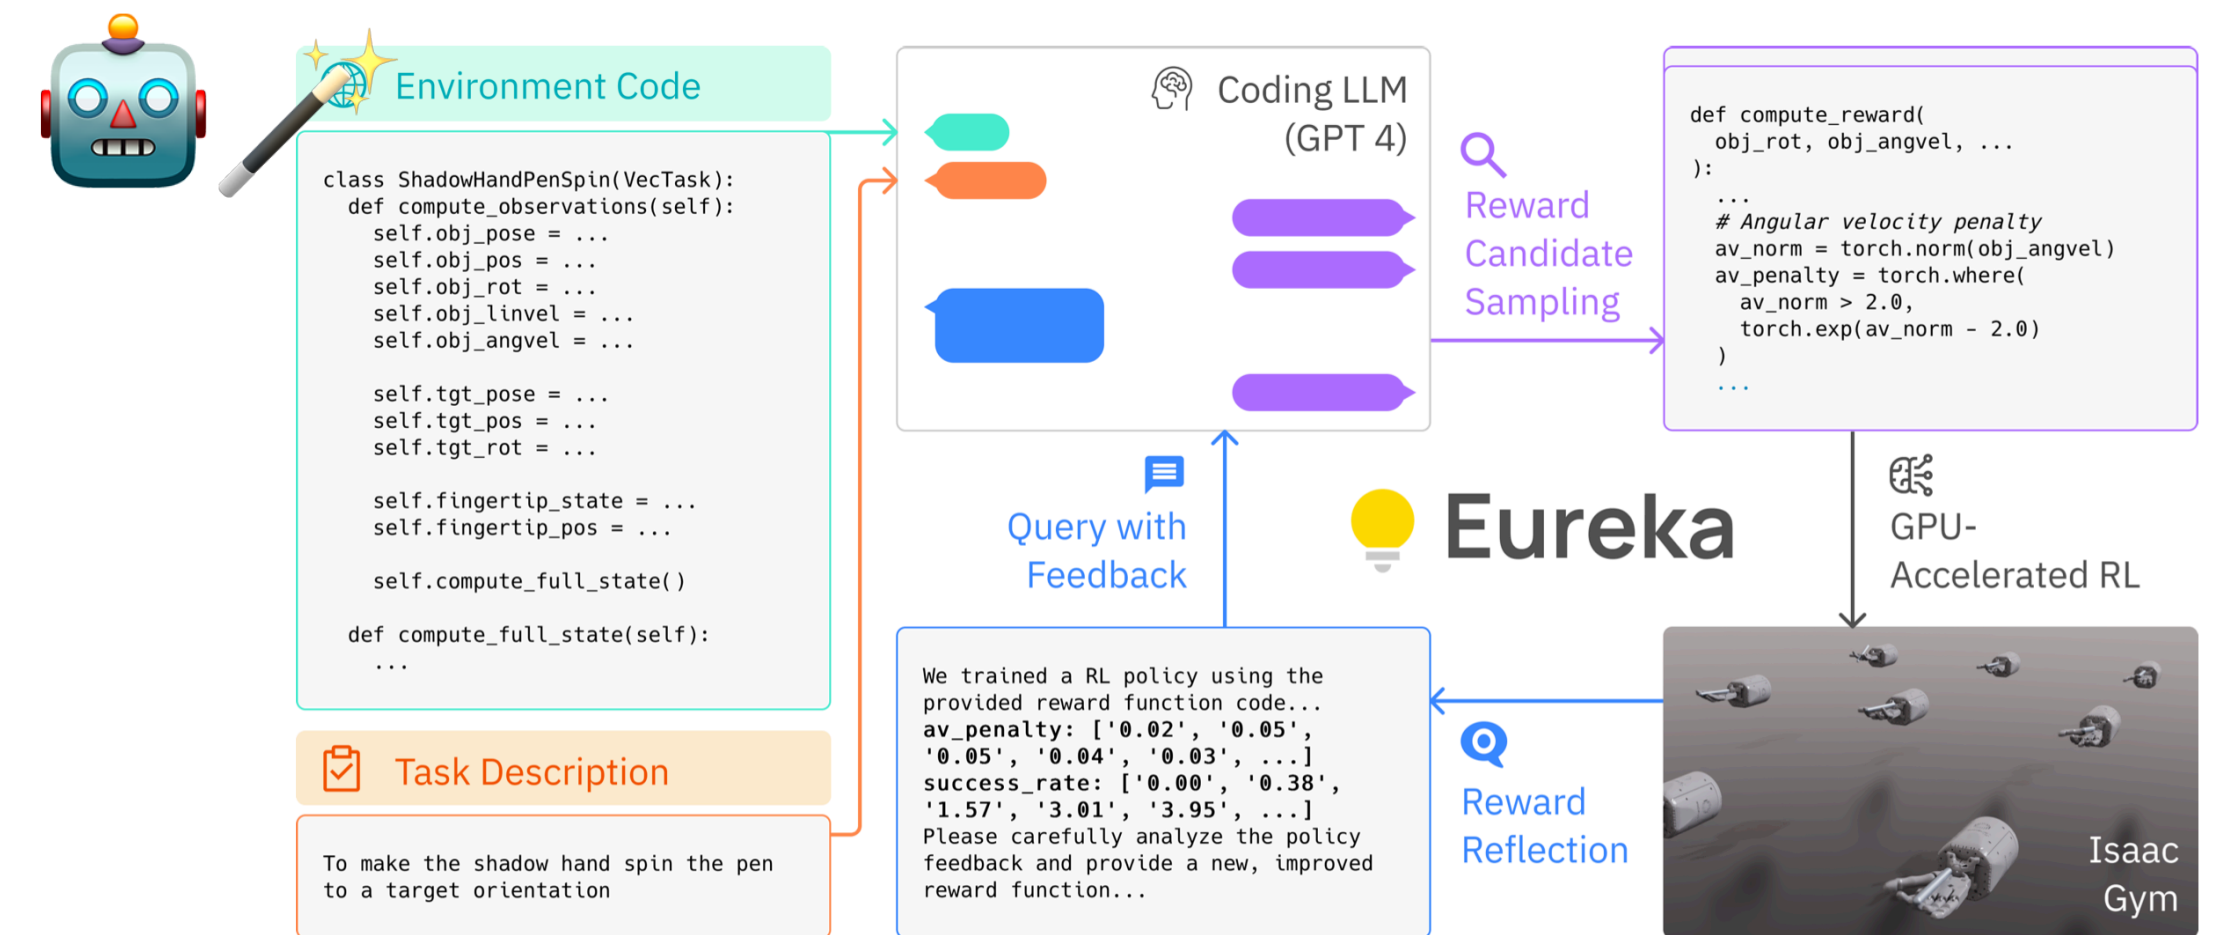 Environment Code
class ShadowHandPenSpin(VecTask):
  def compute_observations(self):
    self.obj_pose = ...
    self.obj_pos = ...
    self.obj_rot = ...
    self.obj_linvel = ...
    self.obj_angvel = ...
    self.tgt_pose = ...
    self.tgt_pos = ...
    self.tgt_rot = ...
    self.fingertip_state = ...
    self.fingertip_pos = ...
    self.compute_full_state()
  def compute_full_state(self):
    ...
Task Description
To make the shadow hand spin the pen
to a target orientation
Coding LLM
(GPT 4)
Reward
Candidate
Sampling
def compute_reward(
  obj_rot, obj_angvel, ...
):
  ...
  # Angular velocity penalty
  av_norm = torch.norm(obj_angvel)
  av_penalty = torch.where(
    av_norm > 2.0,
    torch.exp(av_norm - 2.0)
  )
  ...
Query with
Feedback
Eureka
GPU-
Accelerated RL
We trained a RL policy using the
provided reward function code...
av_penalty: ['0.02', '0.05',
'0.05', '0.04', '0.03', ...]
success_rate: ['0.00', '0.38',
'1.57', '3.01', '3.95', ...]
Please carefully analyze the policy
feedback and provide a new, improved
reward function...
Reward
Reflection
Isaac
Gym